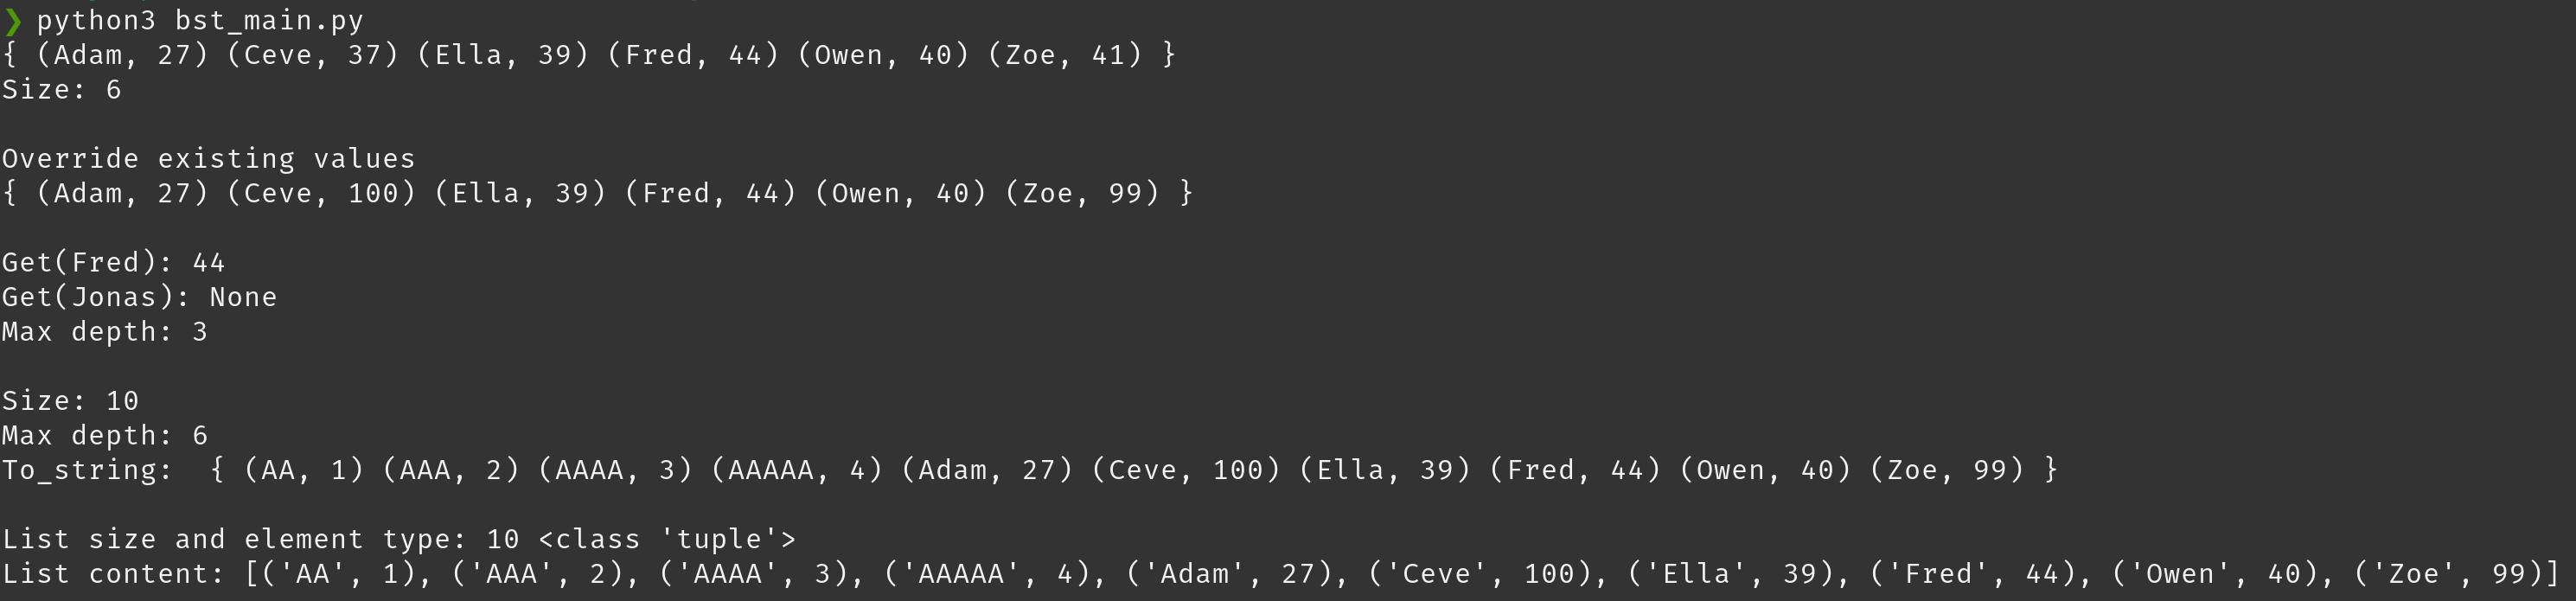 ❯ python3 bst_main.py
{ (Adam, 27) (Ceve, 37) (Ella, 39) (Fred, 44) (Owen, 40) (Zoe, 41) }
Size: 6
Override existing values
{ (Adam, 27) (Ceve, 100) (Ella, 39) (Fred, 44) (Owen, 40) (Zoe, 99) }
Get(Fred): 44
Get(Jonas): None
Max depth: 3
Size: 10
Max depth: 6
To_string:  { (AA, 1) (AAA, 2) (AAAA, 3) (AAAAA, 4) (Adam, 27) (Ceve, 100) (Ella, 39) (Fred, 44) (Owen, 40) (Zoe, 99) }
List size and element type: 10 <class 'tuple'>
List content: [('AA', 1), ('AAA', 2), ('AAAA', 3), ('AAAAA', 4), ('Adam', 27), ('Ceve', 100), ('Ella', 39), ('Fred', 44), ('Owen', 40), ('Zoe', 99)]